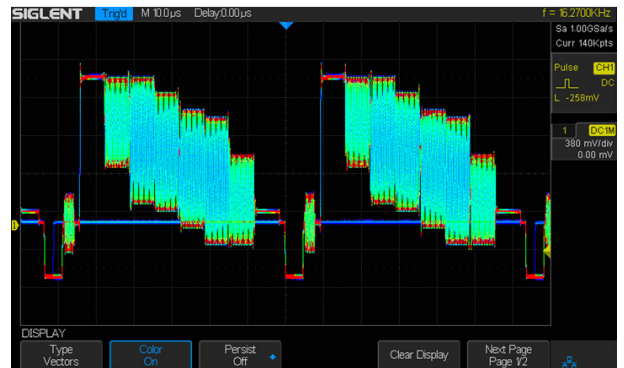 SIGLENT Trig'd M 10.0µs Delay:0.00µs f = 16.2700KHz
Sa 1.00GSa/s
Curr 140Kpts
Pulse CH1
DC
L -258mV
1 DC1M
380 mV/div
0.00 mV
1
DISPLAY
Type Color Persist Clear Display Next Page
Vectors On Off Page 1/2